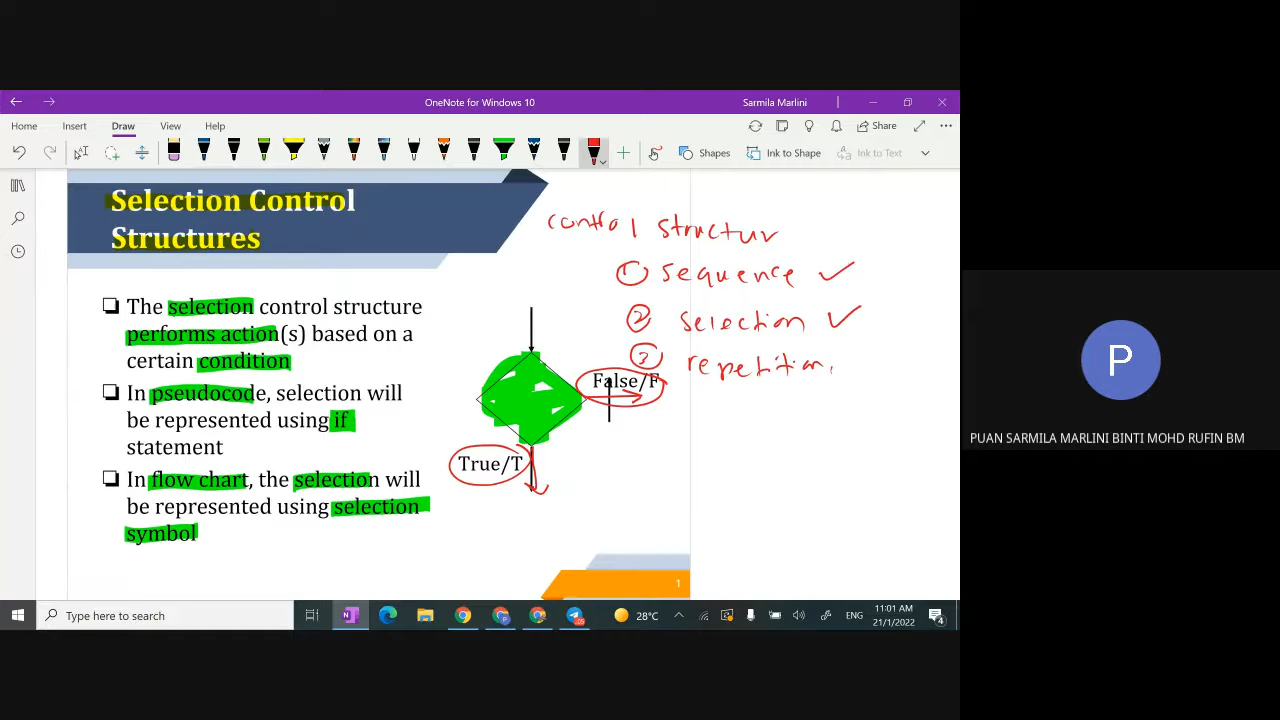 OneNote for Windows 10
Sarmila Marlini
Home Insert Draw View Help
Share
Shapes Ink to Shape Ink to Text
Selection Control
Structures
control structur
1 sequence ✓
2 selection ✓
3 repetition,
❑ The selection control structure
performs action(s) based on a
certain condition
❑ In pseudocode, selection will
be represented using if
statement
❑ In flow chart, the selection will
be represented using selection
symbol
False/F
True/T
1
P
PUAN SARMILA MARLINI BINTI MOHD RUFIN BM
Type here to search
28°C
ENG
11:01 AM
21/1/2022
4